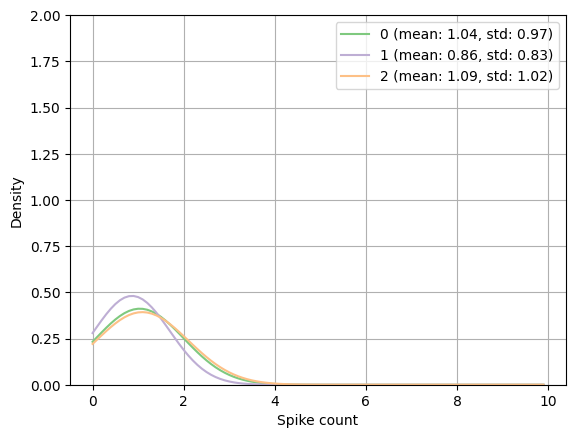 2.00
1.75
1.50
1.25
1.00
0.75
0.50
0.25
0.00
Density
0 (mean: 1.04, std: 0.97)
1 (mean: 0.86, std: 0.83)
2 (mean: 1.09, std: 1.02)
0 2 4 6 8 10
Spike count